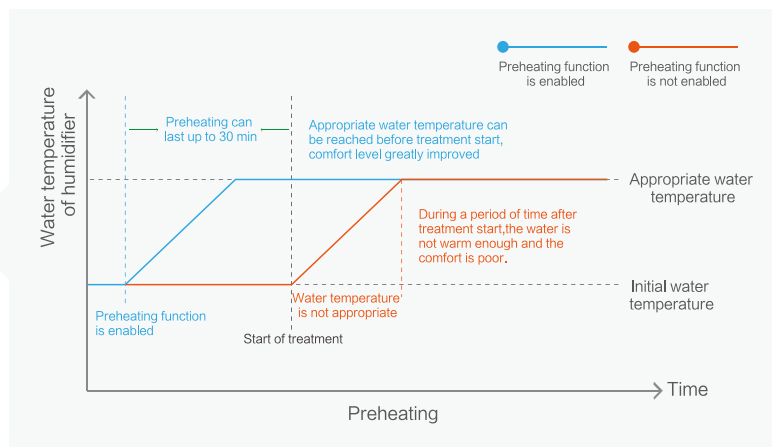 Preheating function
is enabled
Preheating function
is not enabled
Water temperature
of humidifier
Preheating can
last up to 30 min
Appropriate water temperature can
be reached before treatment start,
comfort level greatly improved
Appropriate water
temperature
During a period of time after
treatment start,the water is
not warm enough and the
comfort is poor.
Initial water
temperature
Water temperature
is not appropriate
Preheating function
is enabled
Start of treatment
Time
Preheating